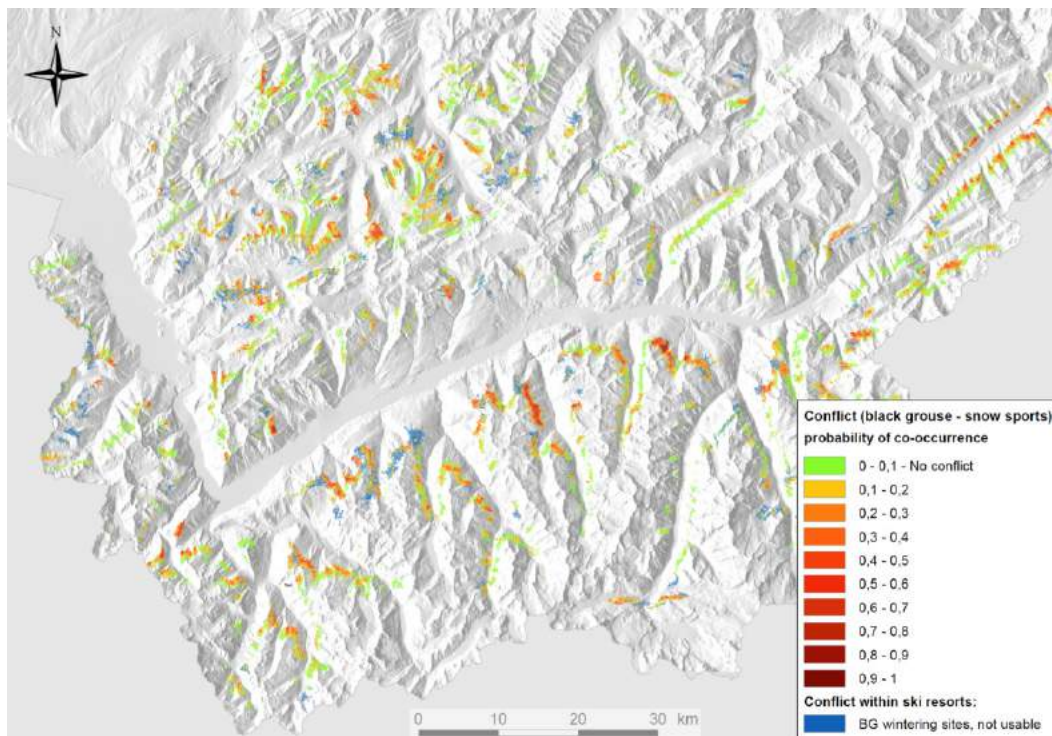 N
Conflict (black grouse - snow sports)
probability of co-occurrence
0 - 0,1 - No conflict
0,1 - 0,2
0,2 - 0,3
0,3 - 0,4
0,4 - 0,5
0,5 - 0,6
0,6 - 0,7
0,7 - 0,8
0,8 - 0,9
0,9 - 1
Conflict within ski resorts:
BG wintering sites, not usable
0 10 20 30 km